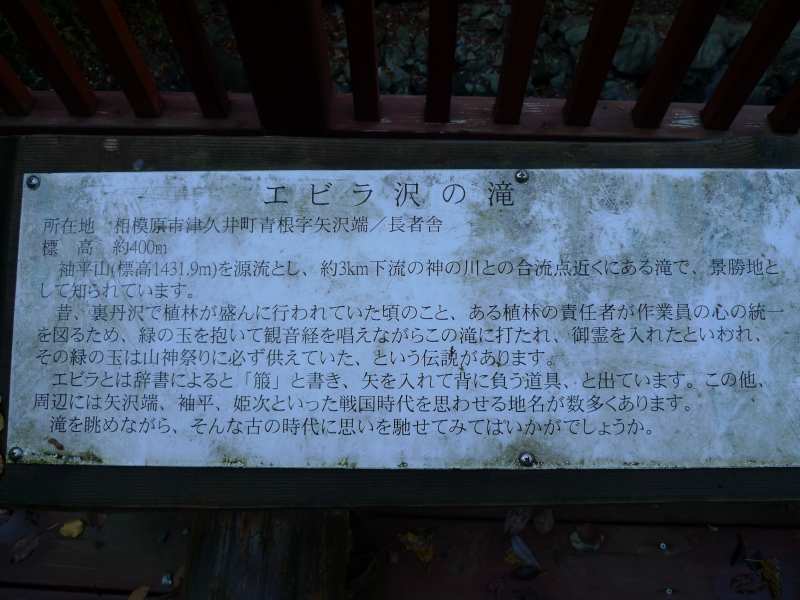 エビラ沢の滝
所在地　相模原市津久井町青根字矢沢端／長者舎
標　高　約400m
　袖平山(標高1431.9m)を源流とし、約3km下流の神の川との合流点近くにある滝で、景勝地と
して知られています。
　昔、裏丹沢で植林が盛んに行われていた頃のこと、ある植林の責任者が作業員の心の統一
を図るため、緑の玉を抱いて観音経を唱えながらこの滝に打たれ、御霊を入れたといわれ、
その緑の玉は山神祭りに必ず供えていた、という伝説があります。
　エビラとは辞書によると「箙」と書き、矢を入れて背に負う道具、と出ています。この他、
周辺には矢沢端、袖平、姫次といった戦国時代を思わせる地名が数多くあります。
　滝を眺めながら、そんな古の時代に思いを馳せてみてはいかがでしょうか。